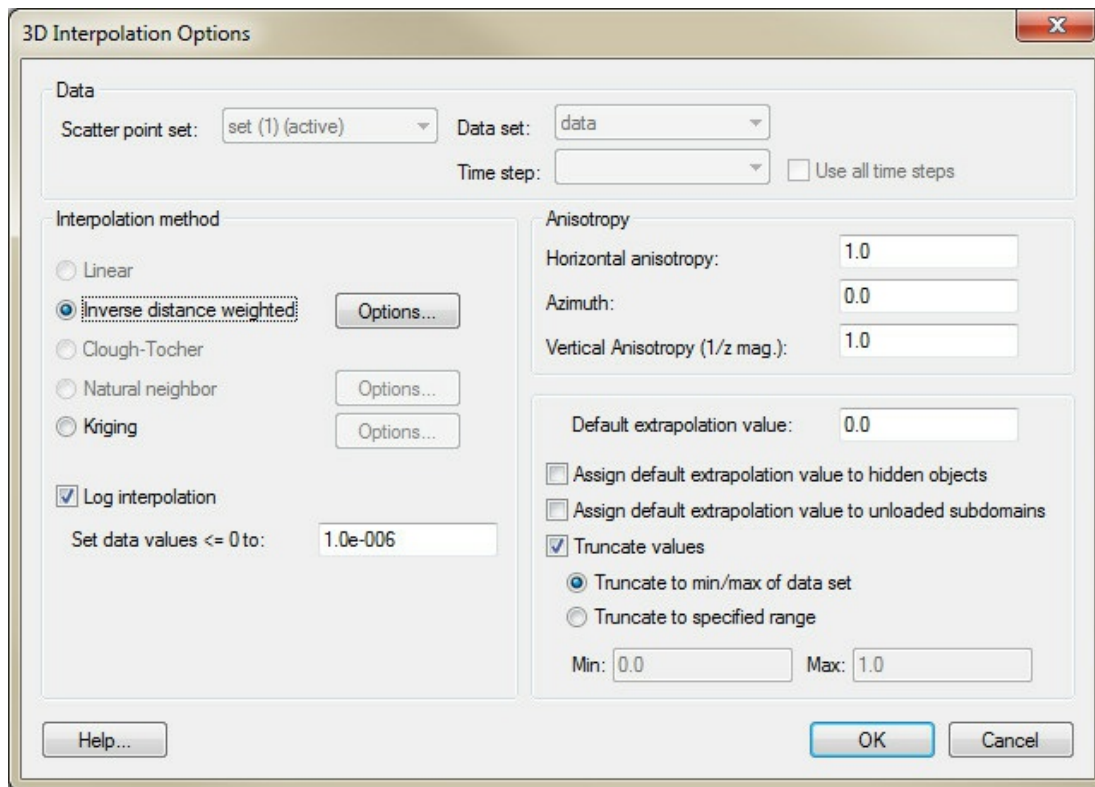 3D Interpolation Options
X
Data
Scatter point set: set (1) (active) Data set: data
Time step: Use all time steps
Interpolation method
Linear
Inverse distance weighted Options...
Clough-Tocher
Natural neighbor Options...
Kriging Options...
Log interpolation
Set data values <= 0 to: 1.0e-006
Anisotropy
Horizontal anisotropy: 1.0
Azimuth: 0.0
Vertical Anisotropy (1/z mag.): 1.0
Default extrapolation value: 0.0
Assign default extrapolation value to hidden objects
Assign default extrapolation value to unloaded subdomains
Truncate values
Truncate to min/max of data set
Truncate to specified range
Min: 0.0 Max: 1.0
Help... OK Cancel